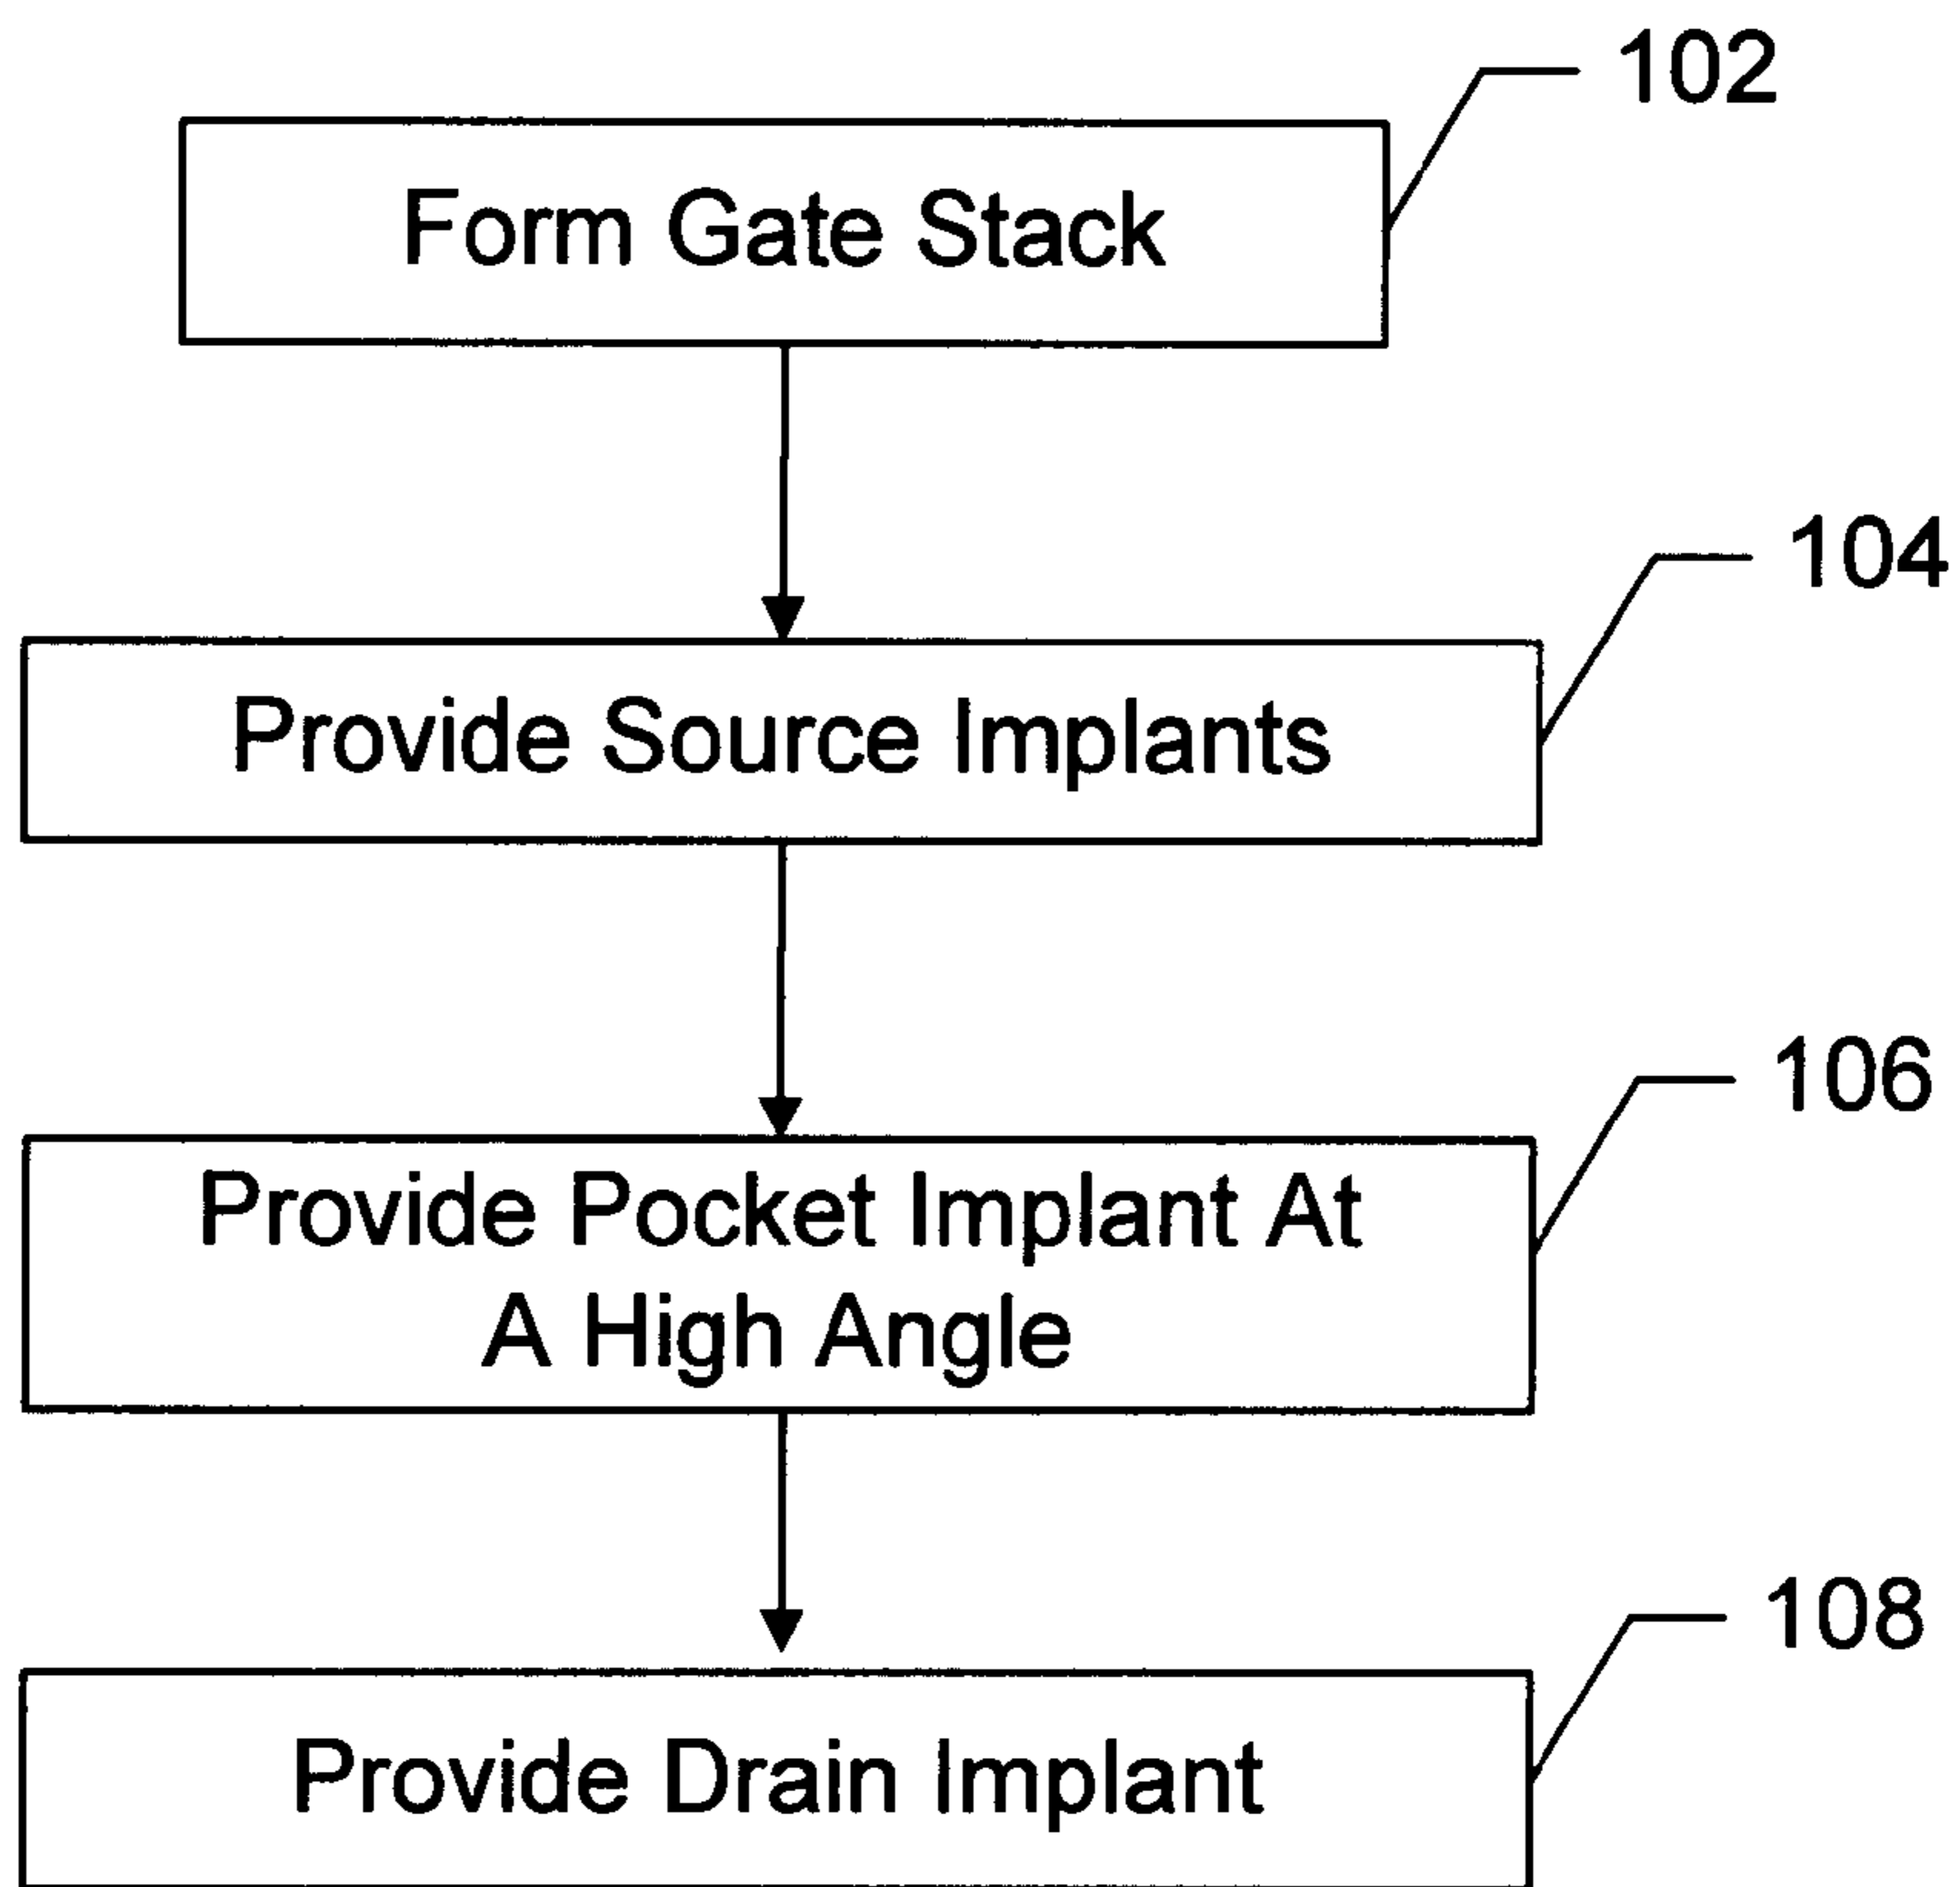 102
Form Gate Stack
104
Provide Source Implants
106
Provide Pocket Implant At
A High Angle
108
Provide Drain Implant